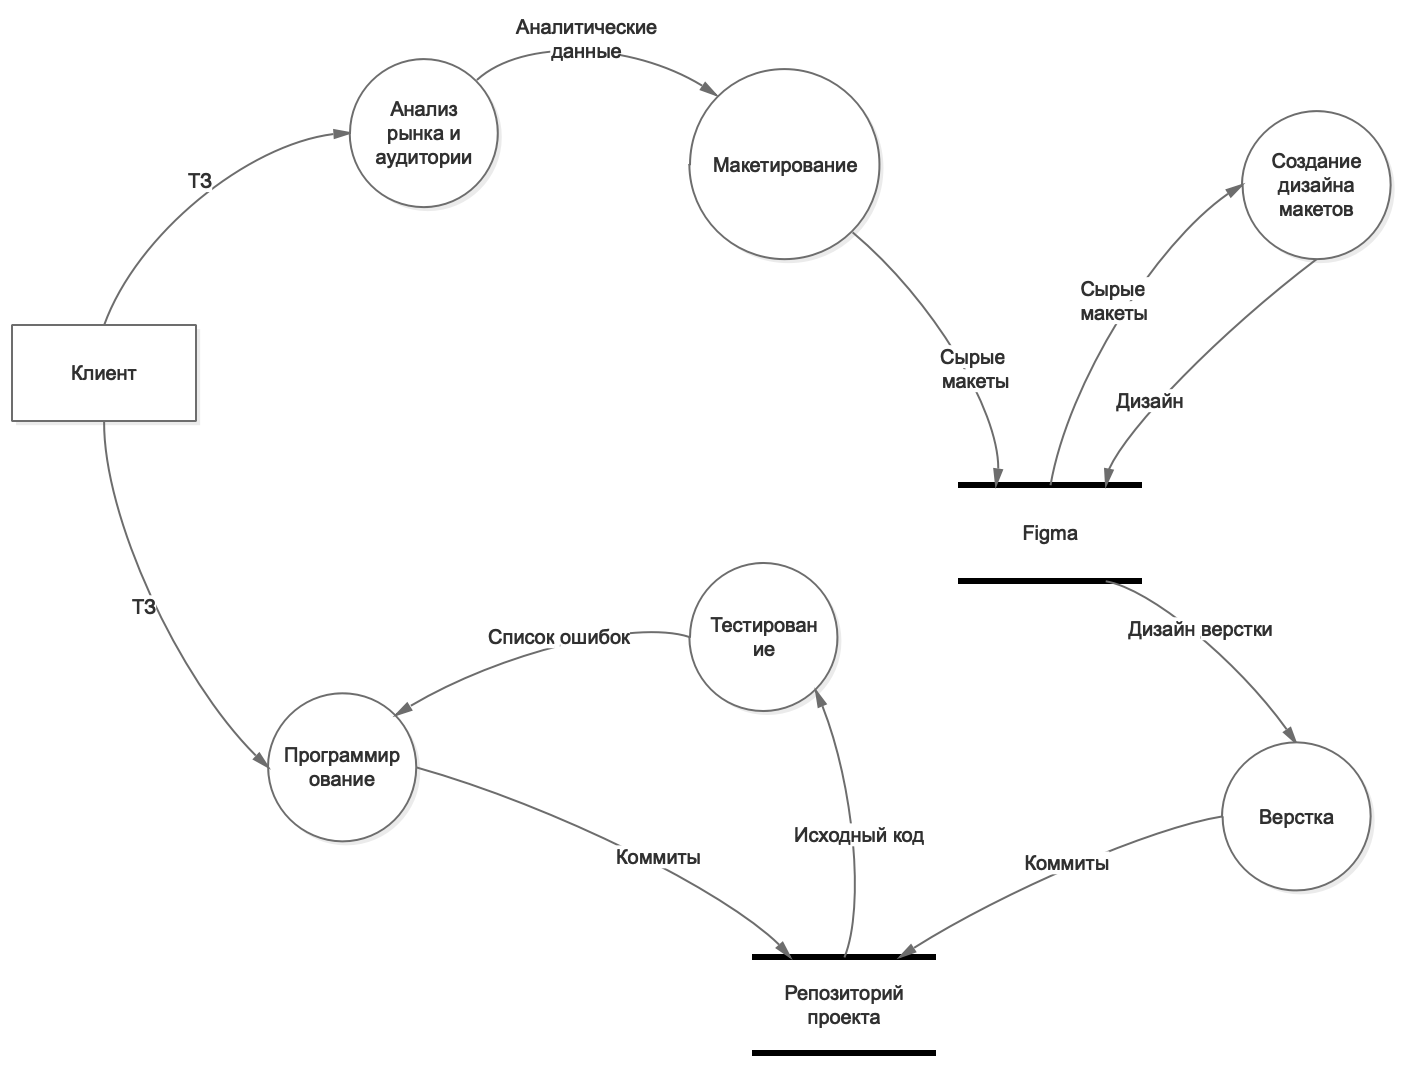 Аналитические
данные
Анализ
рынка и
аудитории
Макетирование
Создание
дизайна
макетов
ТЗ
Сырые
макеты
Клиент
Сырые
макеты
Дизайн
Figma
ТЗ
Список ошибок
Тестирован
ие
Дизайн верстки
Программир
ование
Верстка
Исходный код
Коммиты
Коммиты
Репозиторий
проекта